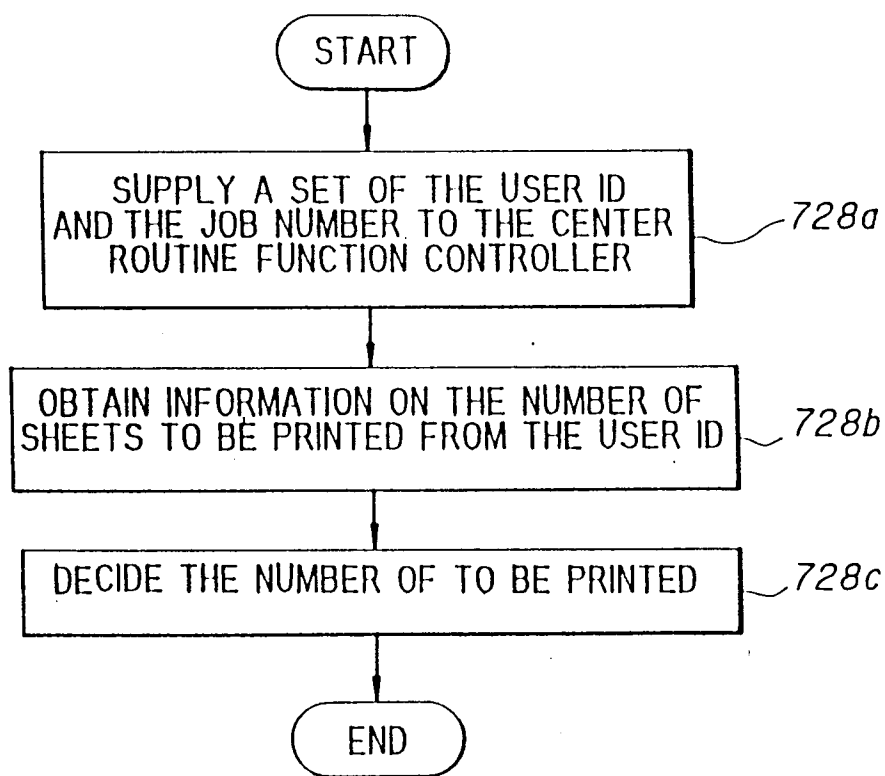 START
SUPPLY A SET OF THE USER ID
AND THE JOB NUMBER TO THE CENTER
ROUTINE FUNCTION CONTROLLER
728a
OBTAIN INFORMATION ON THE NUMBER OF
SHEETS TO BE PRINTED FROM THE USER ID
728b
DECIDE THE NUMBER OF TO BE PRINTED
728c
END